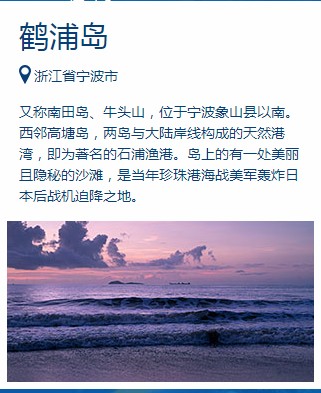 鹤浦岛
浙江省宁波市
又称南田岛、牛头山，位于宁波象山县以南。
西邻高塘岛，两岛与大陆岸线构成的天然港
湾，即为著名的石浦渔港。岛上的有一处美丽
且隐秘的沙滩，是当年珍珠港海战美军轰炸日
本后战机迫降之地。